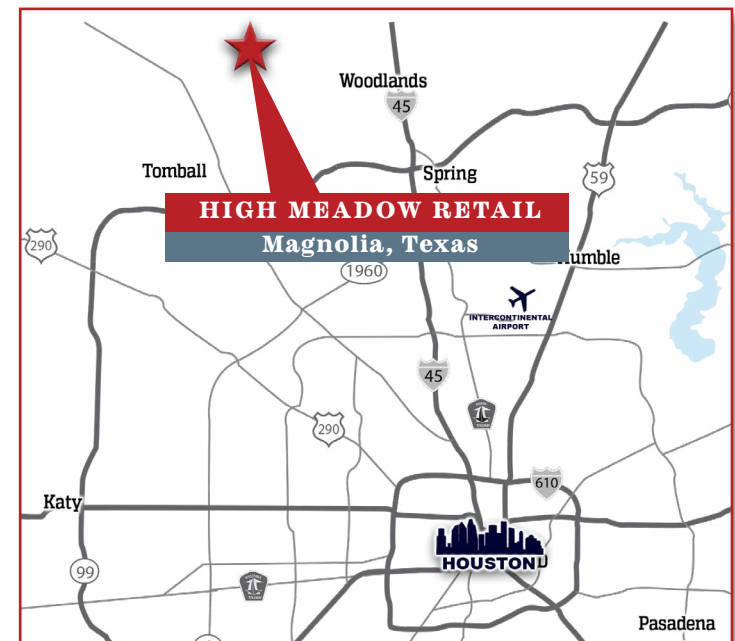 Woodlands
45
Tomball
Spring
59
HIGH MEADOW RETAIL
Magnolia, Texas
290
umble
1960
INTERCONTINENTAL
AIRPORT
45
290
610
Katy
HOUSTON
99
Pasadena